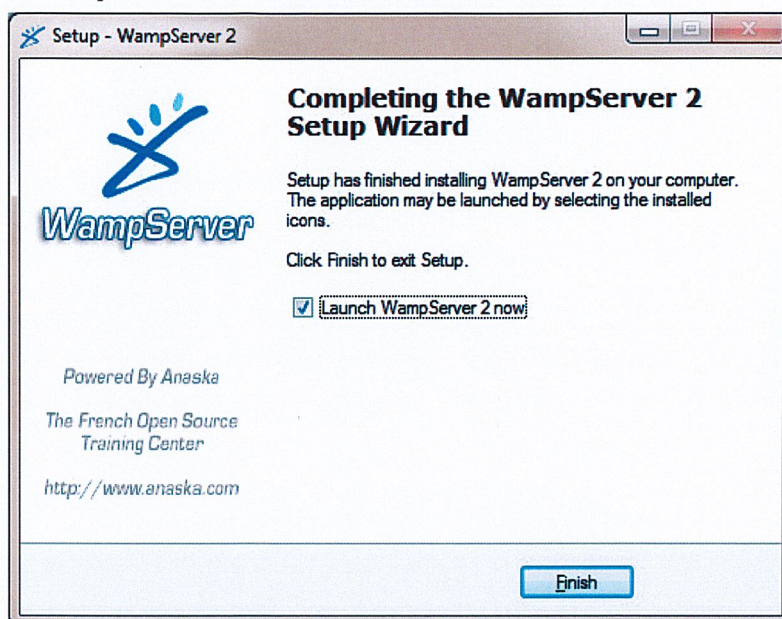 Setup - WampServer 2
Completing the WampServer 2
Setup Wizard
Setup has finished installing WampServer 2 on your computer.
The application may be launched by selecting the installed
icons.
Click Finish to exit Setup.
Launch WampServer 2 now
WampServer
Powered By Anaska
The French Open Source
Training Center
http://www.anaska.com
Finish